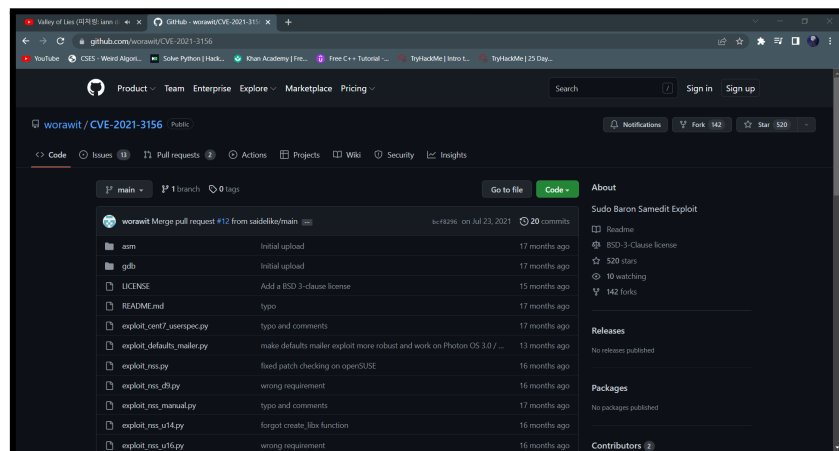 Valley of Lies (미저링: iann d
GitHub - worawit/CVE-2021-315
github.com/worawit/CVE-2021-3156
YouTube CSES - Weird Algori... Solve Python | Hack... Khan Academy | Fre... Free C++ Tutorial -... TryHackMe | Intro t... TryHackMe | 25 Day...
Product Team Enterprise Explore Marketplace Pricing Search / Sign in Sign up
worawit / CVE-2021-3156 Public Notifications Fork 142 Star 520
Code Issues 13 Pull requests 2 Actions Projects Wiki Security Insights
main 1 branch 0 tags Go to file Code
worawit Merge pull request #12 from saidelike/main ... bcf8296 on Jul 23, 2021 20 commits
asm Initial upload 17 months ago
gdb Initial upload 17 months ago
LICENSE Add a BSD 3-clause license 15 months ago
README.md typo 17 months ago
exploit_cent7_userspec.py typo and comments 17 months ago
exploit_defaults_mailer.py make defaults mailer exploit more robust and work on Photon OS 3.0 / ... 13 months ago
exploit_nss.py fixed patch checking on openSUSE 16 months ago
exploit_nss_d9.py wrong requirement 16 months ago
exploit_nss_manual.py typo and comments 17 months ago
exploit_nss_u14.py forgot create_libx function 16 months ago
exploit_nss_u16.py wrong requirement 16 months ago
About
Sudo Baron Samedit Exploit
Readme
BSD-3-Clause license
520 stars
10 watching
142 forks
Releases
No releases published
Packages
No packages published
Contributors 2